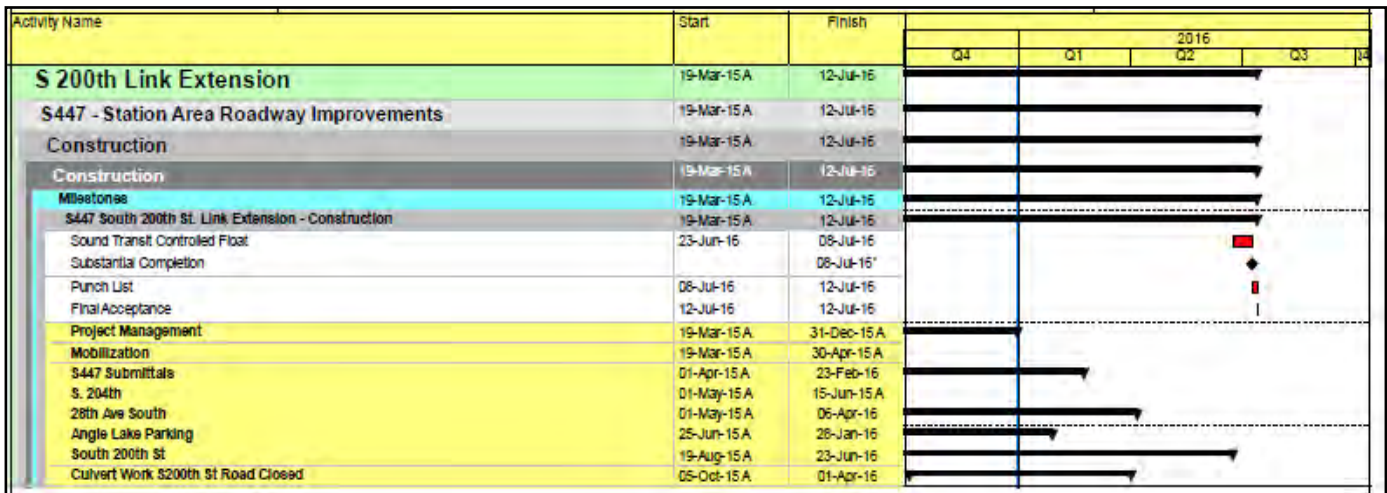 Activity Name Start Finish
2016
Q4 Q1 Q2 Q3 Q4
S 200th Link Extension 19-Mar-15 A 12-Jul-16
S447 - Station Area Roadway Improvements 19-Mar-15 A 12-Jul-16
Construction 19-Mar-15 A 12-Jul-16
Construction 19-Mar-15 A 12-Jul-16
Milestones 19-Mar-15 A 12-Jul-16
S447 South 200th St. Link Extension - Construction 19-Mar-15 A 12-Jul-16
Sound Transit Controlled Float 23-Jun-16 08-Jul-16
Substantial Completion 08-Jul-16*
Punch List 08-Jul-16 12-Jul-16
Final Acceptance 12-Jul-16 12-Jul-16
Project Management 19-Mar-15 A 31-Dec-15 A
Mobilization 19-Mar-15 A 30-Apr-15 A
S447 Submittals 01-Apr-15 A 23-Feb-16
S. 204th 01-May-15 A 15-Jun-15 A
28th Ave South 01-May-15 A 06-Apr-16
Angle Lake Parking 25-Jun-15 A 28-Jan-16
South 200th St 19-Aug-15 A 23-Jun-16
Culvert Work S200th St Road Closed 05-Oct-15 A 01-Apr-16